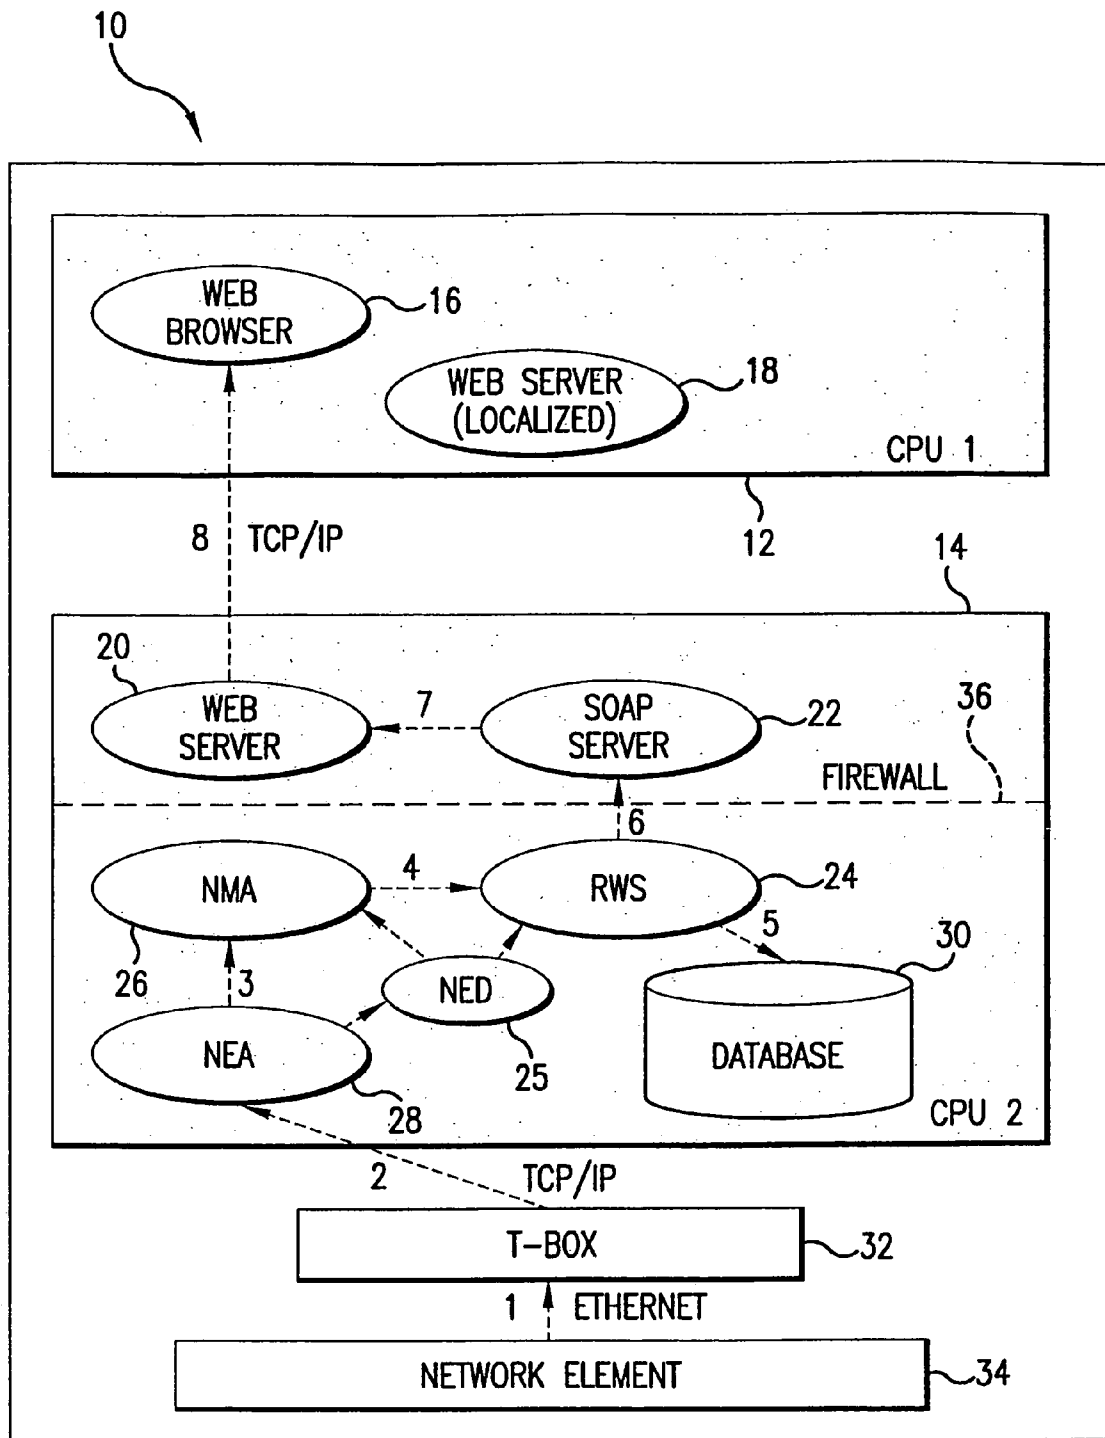 10
WEB
BROWSER
16
WEB SERVER
(LOCALIZED)
18
CPU 1
12
8 TCP/IP
14
20
WEB
SERVER
7
SOAP
SERVER
22
36
FIREWALL
6
NMA
4
RWS
24
26
3
5
30
NED
25
NEA
28
DATABASE
CPU 2
2
TCP/IP
T-BOX
32
1 ETHERNET
NETWORK ELEMENT
34